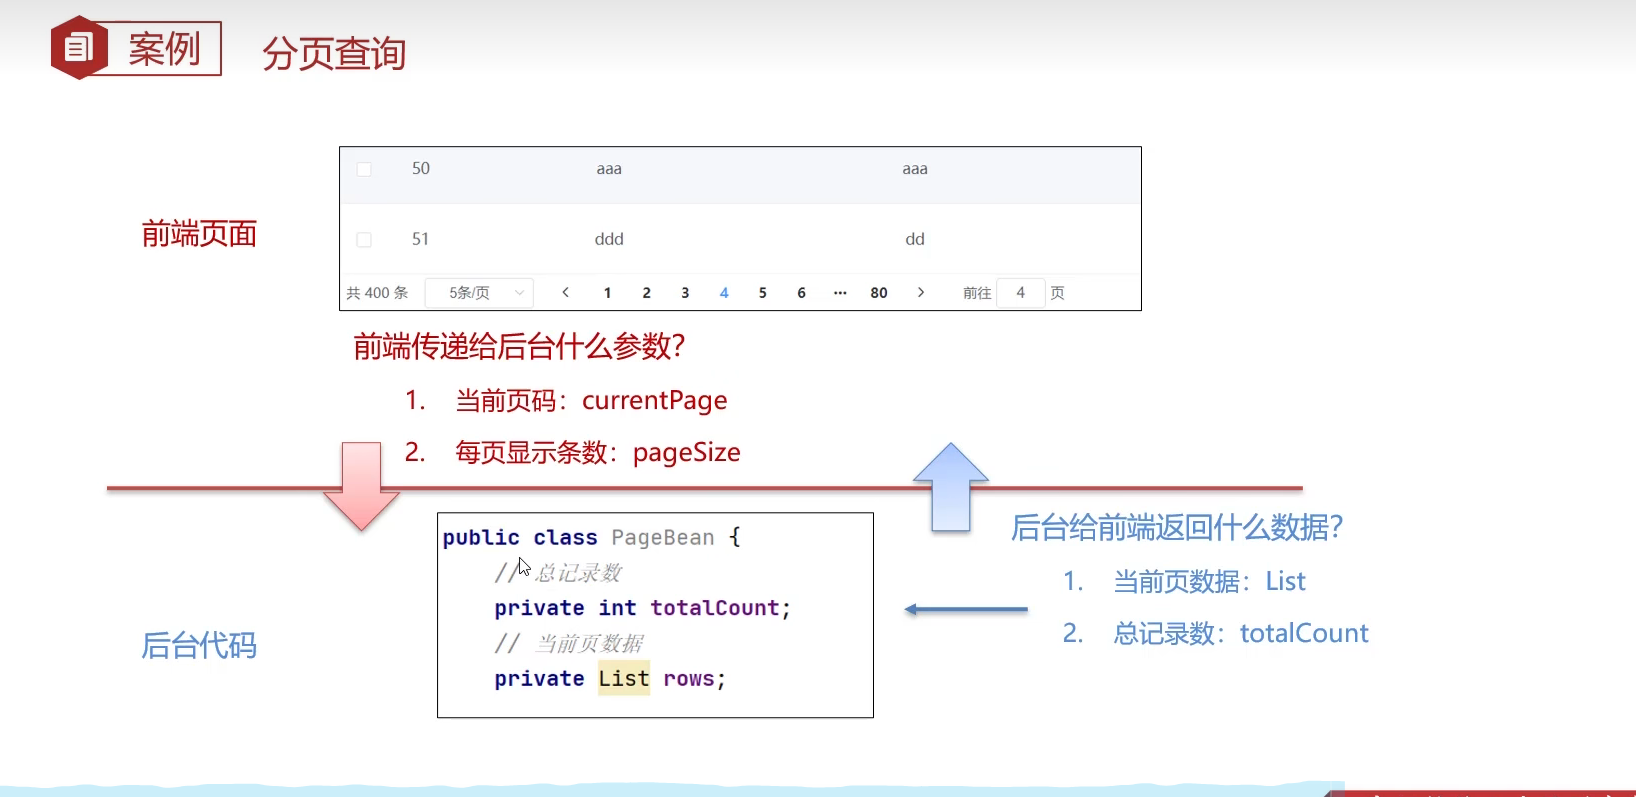 案例 分页查询
50 aaa aaa
前端页面
51 ddd dd
共 400 条 5条/页 < 1 2 3 4 5 6 ··· 80 > 前往 4 页
前端传递给后台什么参数？
1. 当前页码：currentPage
2. 每页显示条数：pageSize
后台给前端返回什么数据？
1. 当前页数据：List
2. 总记录数：totalCount
后台代码
public class PageBean {
// 总记录数
private int totalCount;
// 当前页数据
private List rows;